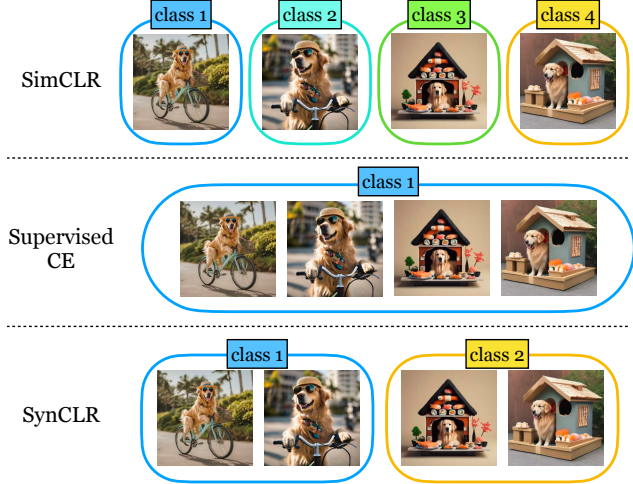 class 1
class 2
class 3
class 4
SimCLR
class 1
Supervised
CE
class 1
class 2
SynCLR